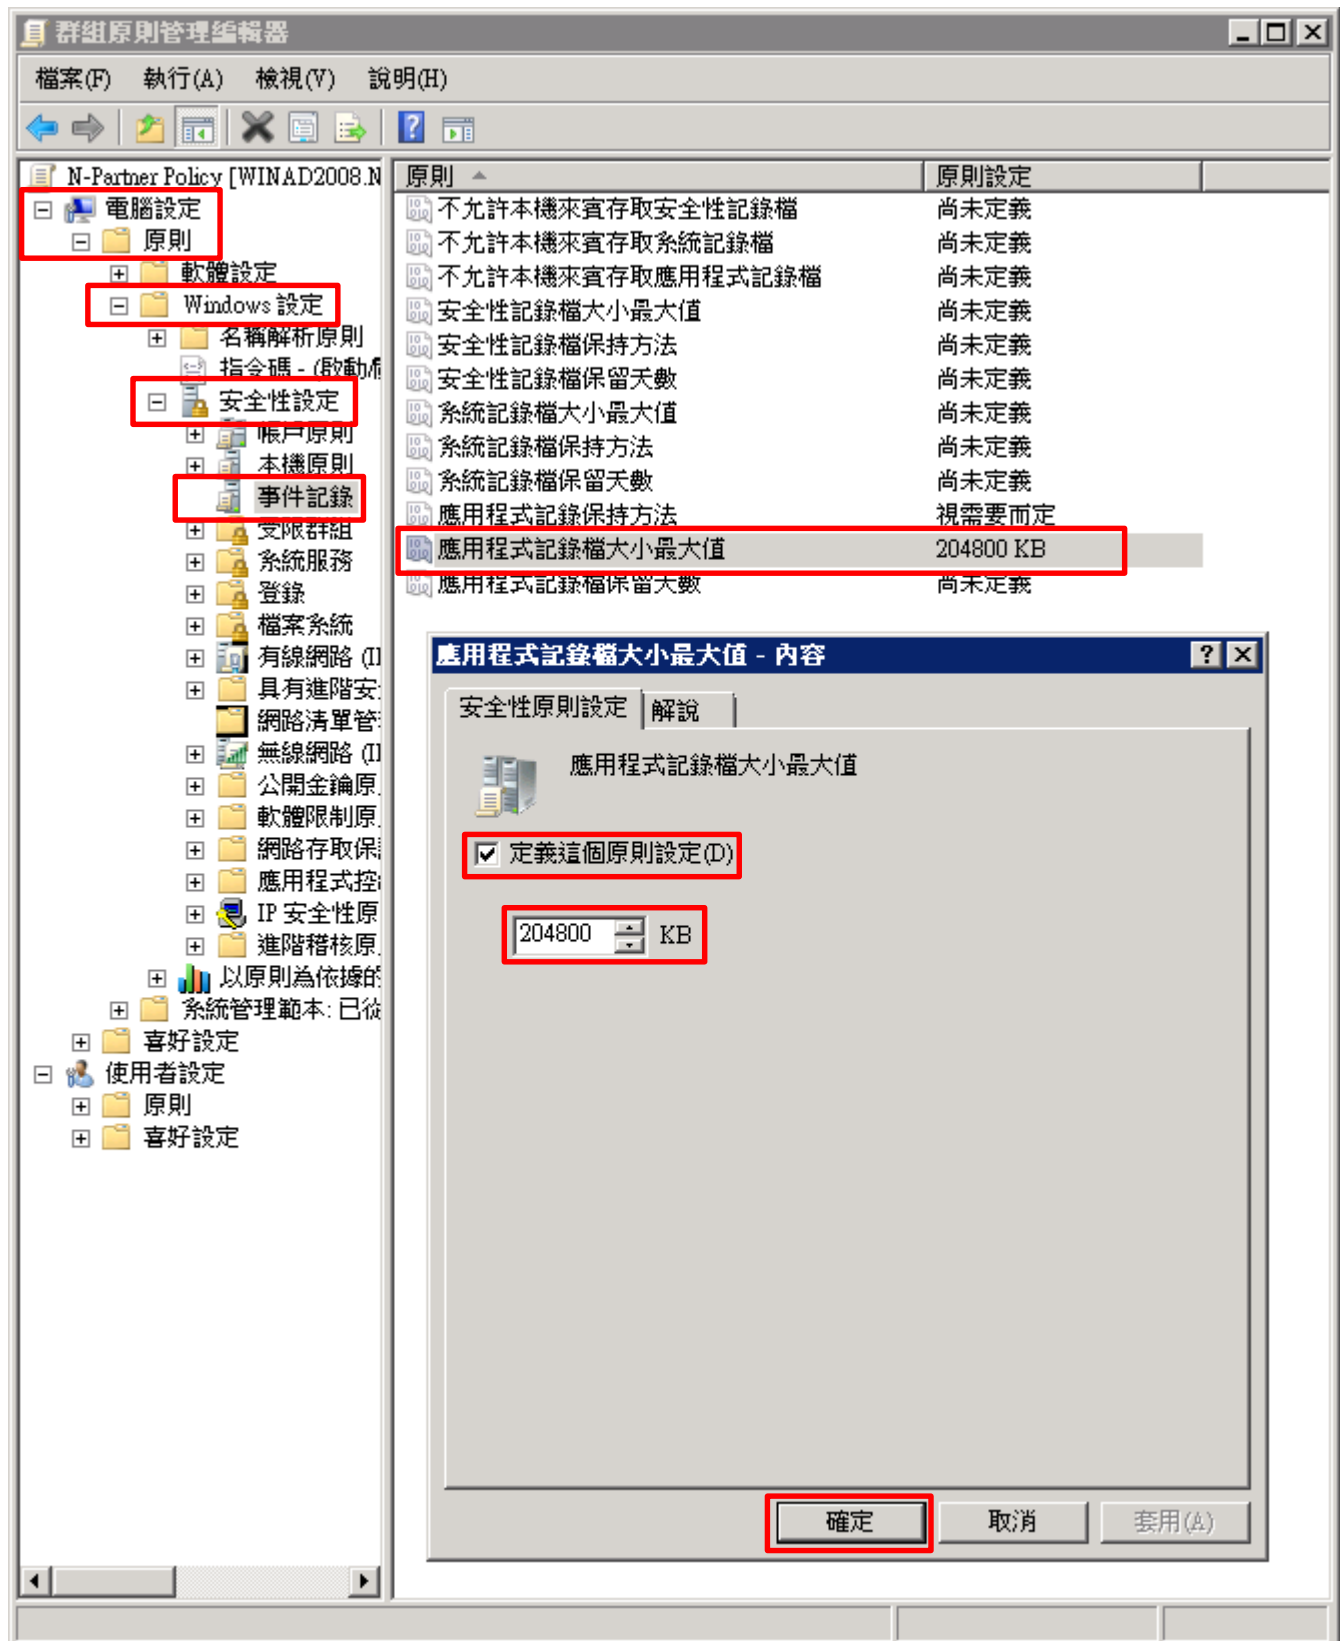 群組原則管理編輯器
檔案(F) 執行(A) 檢視(V) 說明(H)
N-Partner Policy [WINAD2008.N
電腦設定
原則
軟體設定
Windows 設定
名稱解析原則
指令碼 - (啟動/
安全性設定
帳戶原則
本機原則
事件記錄
受限群組
系統服務
登錄
檔案系統
有線網路 (II
具有進階安
網路清單管
無線網路 (II
公開金鑰原
軟體限制原
網路存取保
應用程式控
IP 安全性原
進階稽核原
以原則為依據的
系統管理範本: 已從
喜好設定
使用者設定
原則
喜好設定
原則 原則設定
不允許本機來賓存取安全性記錄檔 尚未定義
不允許本機來賓存取系統記錄檔 尚未定義
不允許本機來賓存取應用程式記錄檔 尚未定義
安全性記錄檔大小最大值 尚未定義
安全性記錄檔保持方法 尚未定義
安全性記錄檔保留天數 尚未定義
系統記錄檔大小最大值 尚未定義
系統記錄檔保持方法 尚未定義
系統記錄檔保留天數 尚未定義
應用程式記錄保持方法 視需要而定
應用程式記錄檔大小最大值 204800 KB
應用程式記錄檔保留天數 尚未定義
應用程式記錄檔大小最大值 - 內容
安全性原則設定 解說
應用程式記錄檔大小最大值
定義這個原則設定(D)
204800 KB
確定 取消 套用(A)